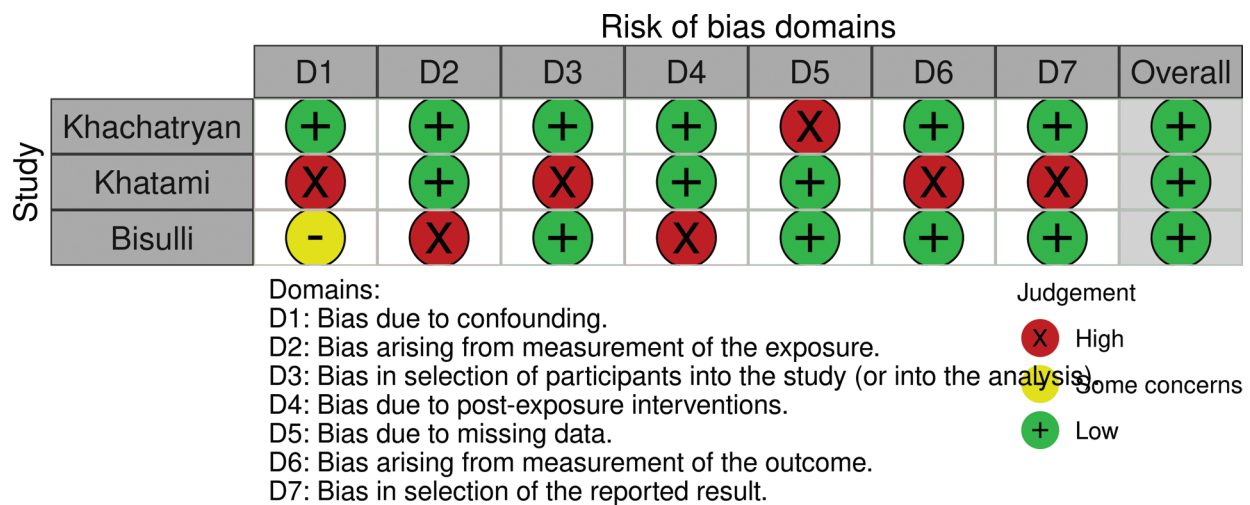 Risk of bias domains
D1 D2 D3 D4 D5 D6 D7 Overall
Study
Khachatryan + + + + X + + +
Khatami X + X + + X X +
Bisulli - X + X + + + +
Domains:
D1: Bias due to confounding.
D2: Bias arising from measurement of the exposure.
D3: Bias in selection of participants into the study (or into the analysis).
D4: Bias due to post-exposure interventions.
D5: Bias due to missing data.
D6: Bias arising from measurement of the outcome.
D7: Bias in selection of the reported result.
Judgement
X High
Some concerns
+ Low